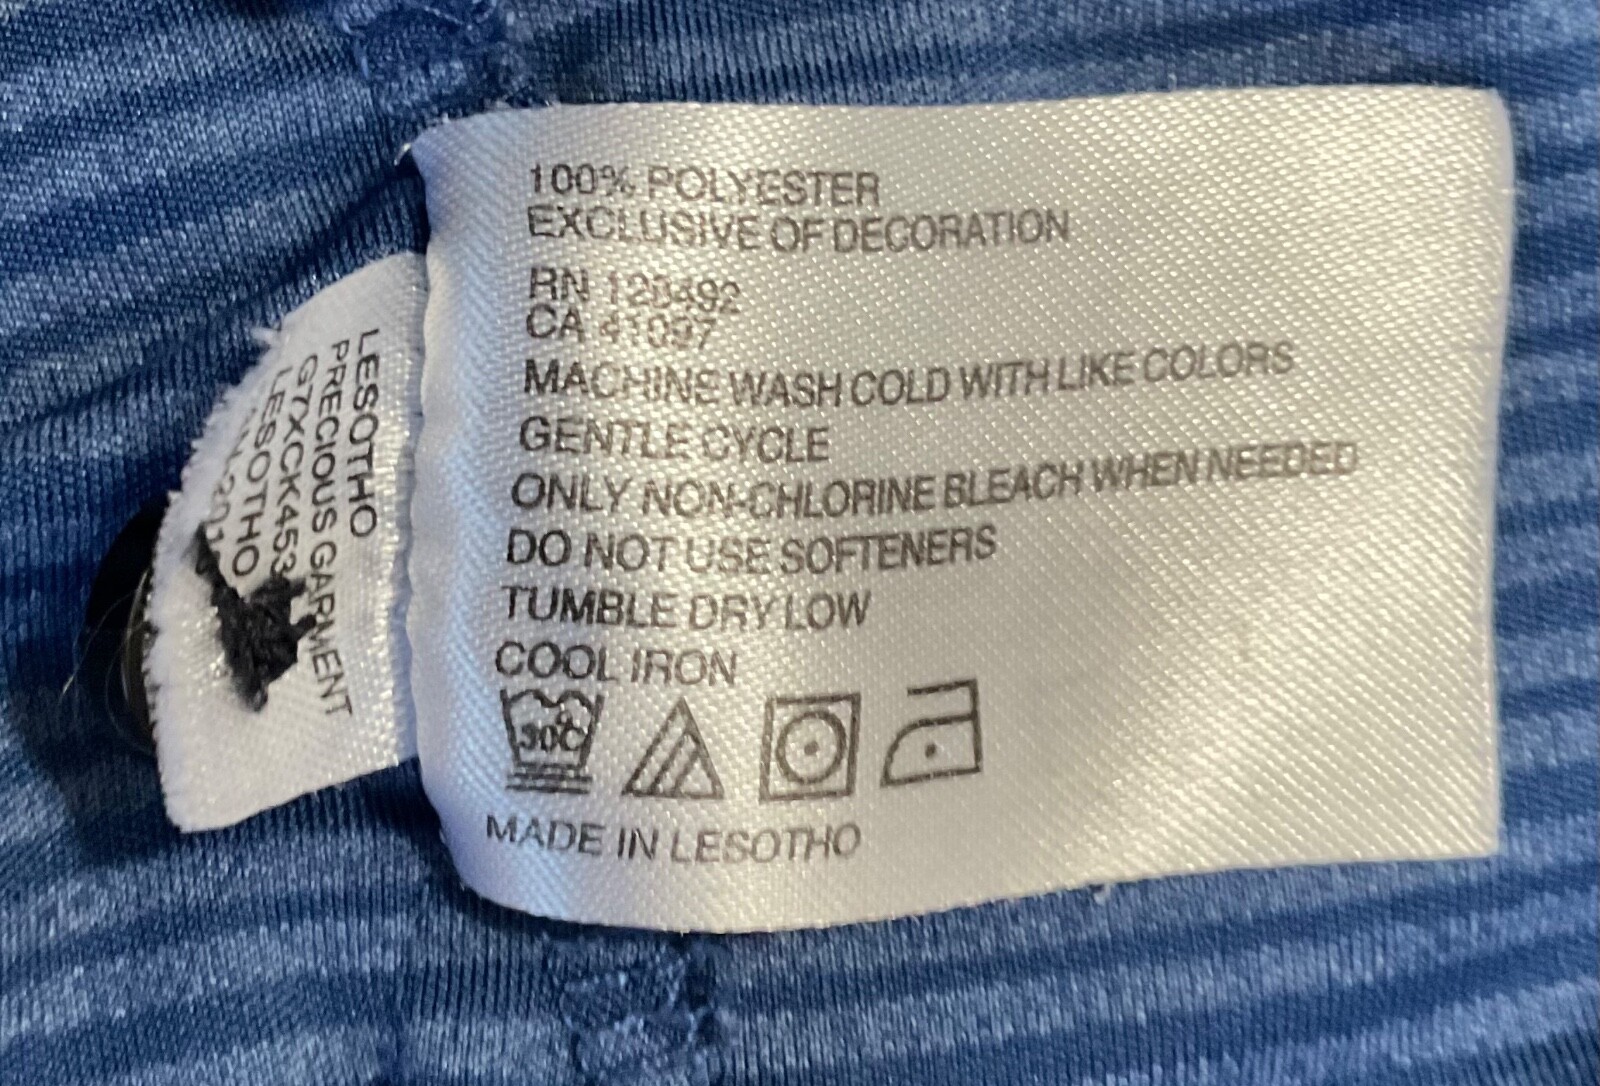 100% POLYESTER
EXCLUSIVE OF DECORATION
RN 128492
CA 41097
MACHINE WASH COLD WITH LIKE COLORS
GENTLE CYCLE
ONLY NON-CHLORINE BLEACH WHEN NEEDED
DO NOT USE SOFTENERS
TUMBLE DRY LOW
COOL IRON
30°C
MADE IN LESOTHO
LESOTHO
PRECIOUS GARMENT
G7XCK453
LESOTHO